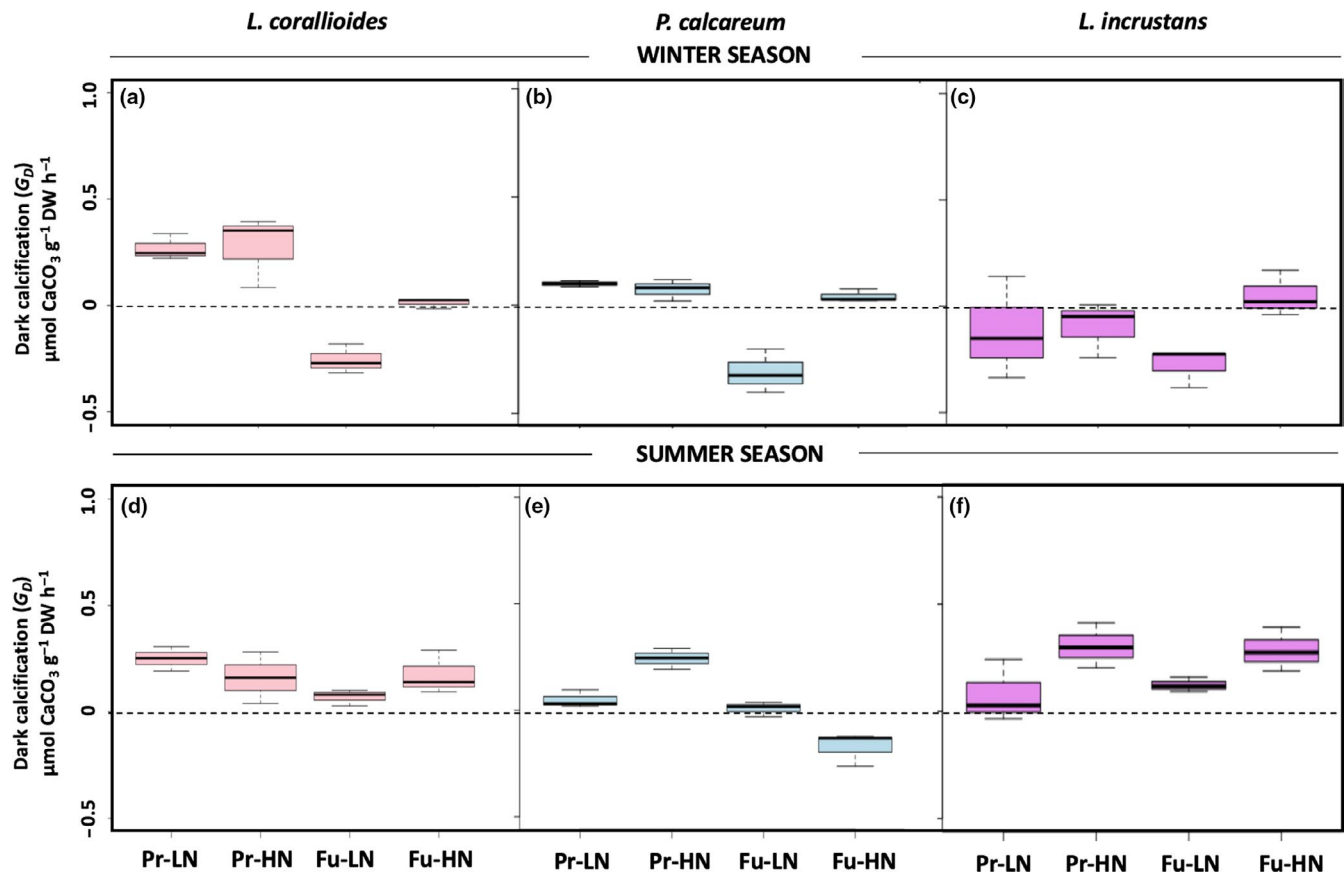 L. corallioides P. calcareum L. incrustans
WINTER SEASON
(a) (b) (c)
Dark calcification (G_D)
μmol CaCO₃ g⁻¹ DW h⁻¹
1.0
0.5
0
−0.5
SUMMER SEASON
(d) (e) (f)
Dark calcification (G_D)
μmol CaCO₃ g⁻¹ DW h⁻¹
1.0
0.5
0
−0.5
Pr-LN Pr-HN Fu-LN Fu-HN Pr-LN Pr-HN Fu-LN Fu-HN Pr-LN Pr-HN Fu-LN Fu-HN